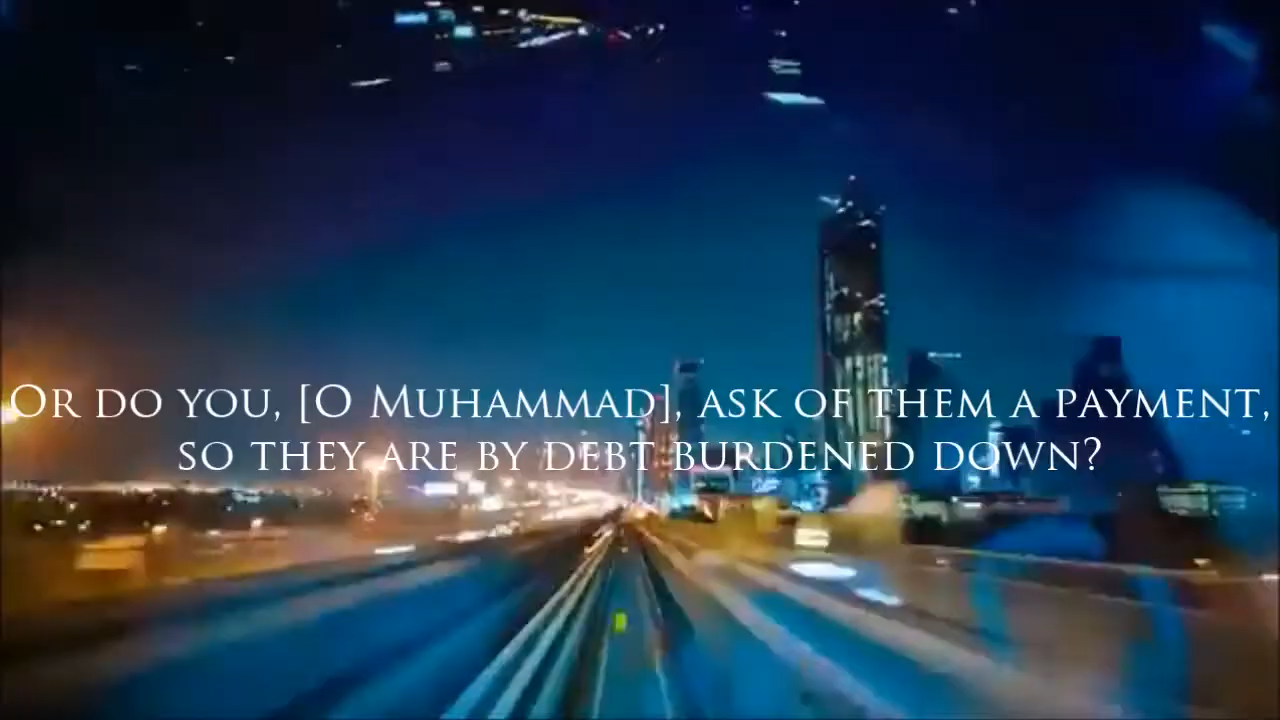 Or do you, [O Muhammad], ask of them a payment,
so they are by debt burdened down?